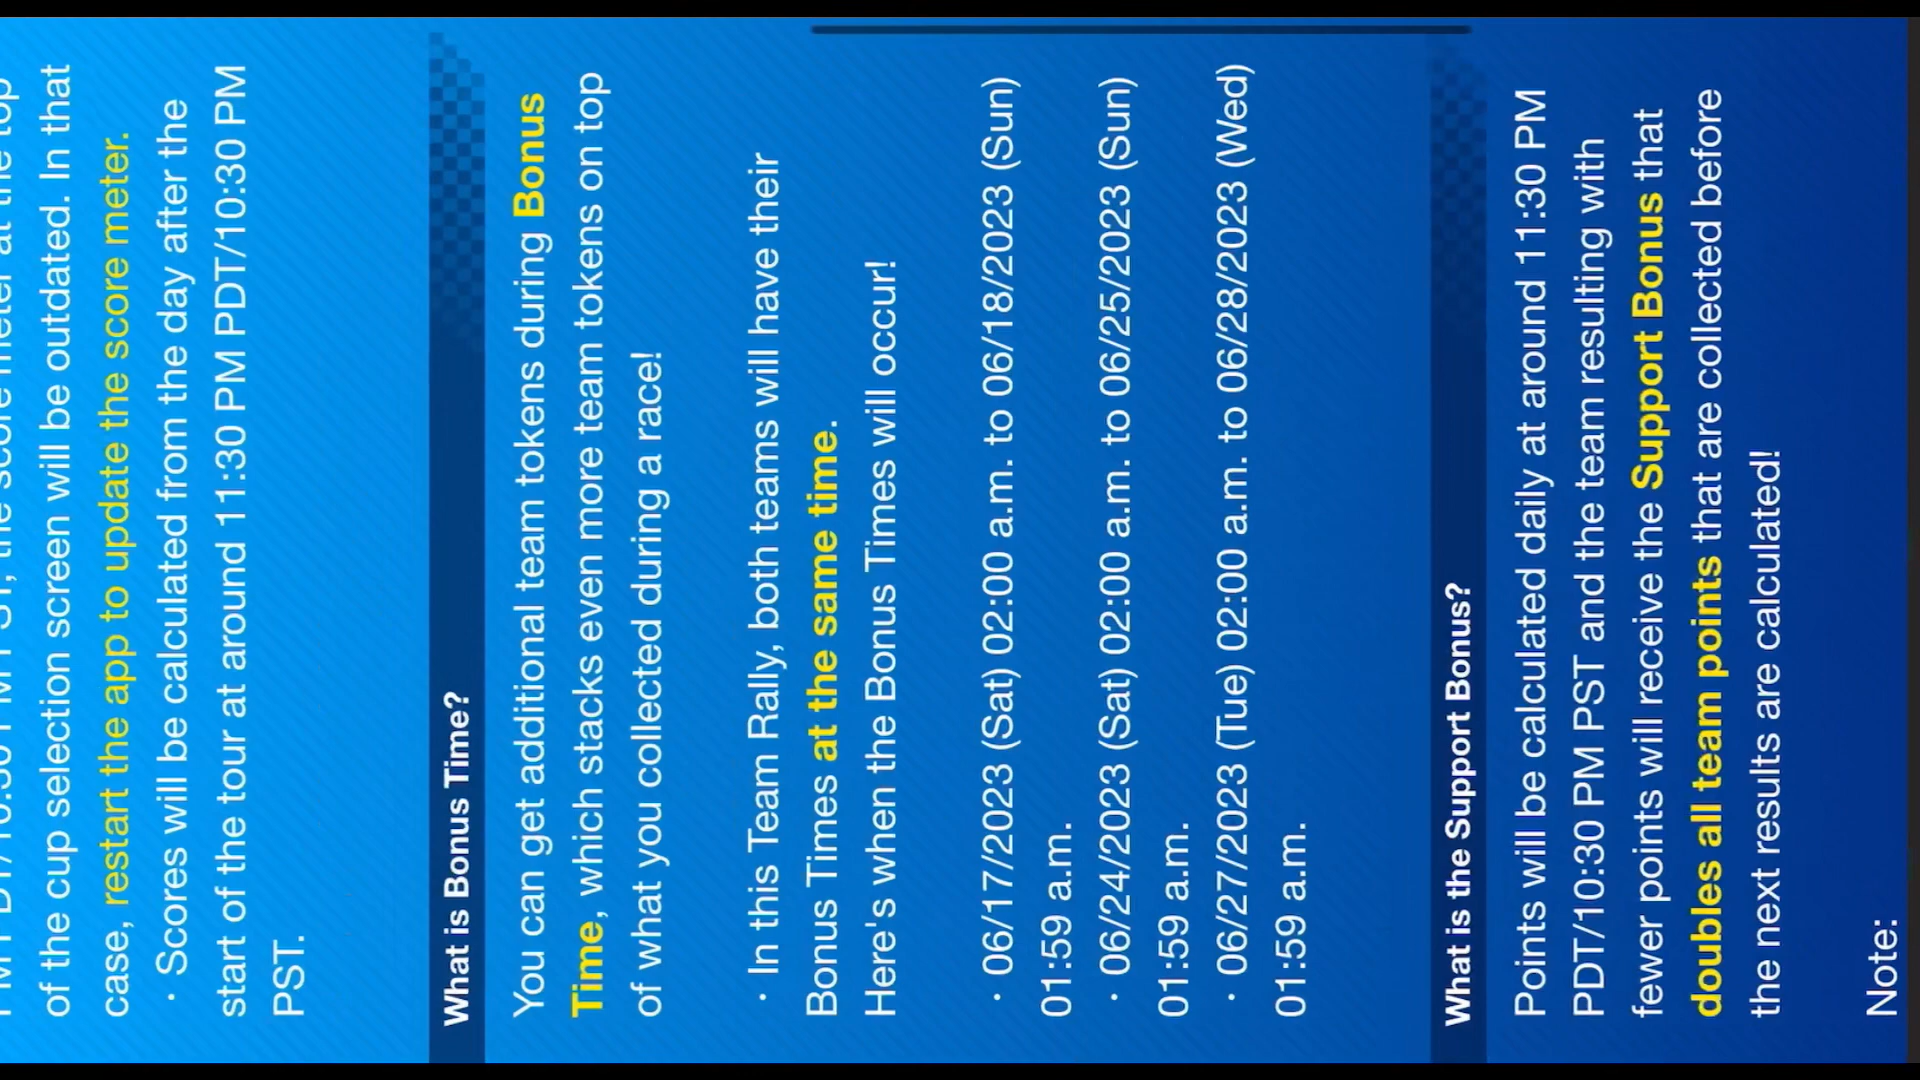 of the cup selection screen will be outdated. In that
case, restart the app to update the score meter.
· Scores will be calculated from the day after the
start of the tour at around 11:30 PM PDT/10:30 PM
PST.
What is Bonus Time?
You can get additional team tokens during Bonus
Time, which stacks even more team tokens on top
of what you collected during a race!
· In this Team Rally, both teams will have their
Bonus Times at the same time.
Here's when the Bonus Times will occur!
· 06/17/2023 (Sat) 02:00 a.m. to 06/18/2023 (Sun)
01:59 a.m.
· 06/24/2023 (Sat) 02:00 a.m. to 06/25/2023 (Sun)
01:59 a.m.
· 06/27/2023 (Tue) 02:00 a.m. to 06/28/2023 (Wed)
01:59 a.m.
What is the Support Bonus?
Points will be calculated daily at around 11:30 PM
PDT/10:30 PM PST and the team resulting with
fewer points will receive the Support Bonus that
doubles all team points that are collected before
the next results are calculated!
Note: